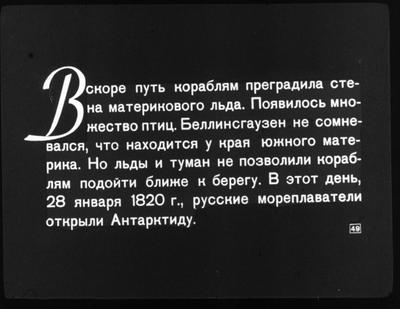 Вскоре путь кораблям преградила сте-
на материкового льда. Появилось мно-
жество птиц. Беллинсгаузен не сомне-
вался, что находится у края южного мате-
рика. Но льды и туман не позволили кораб-
лям подойти ближе к берегу. В этот день,
28 января 1820 г., русские мореплаватели
открыли Антарктиду.
49